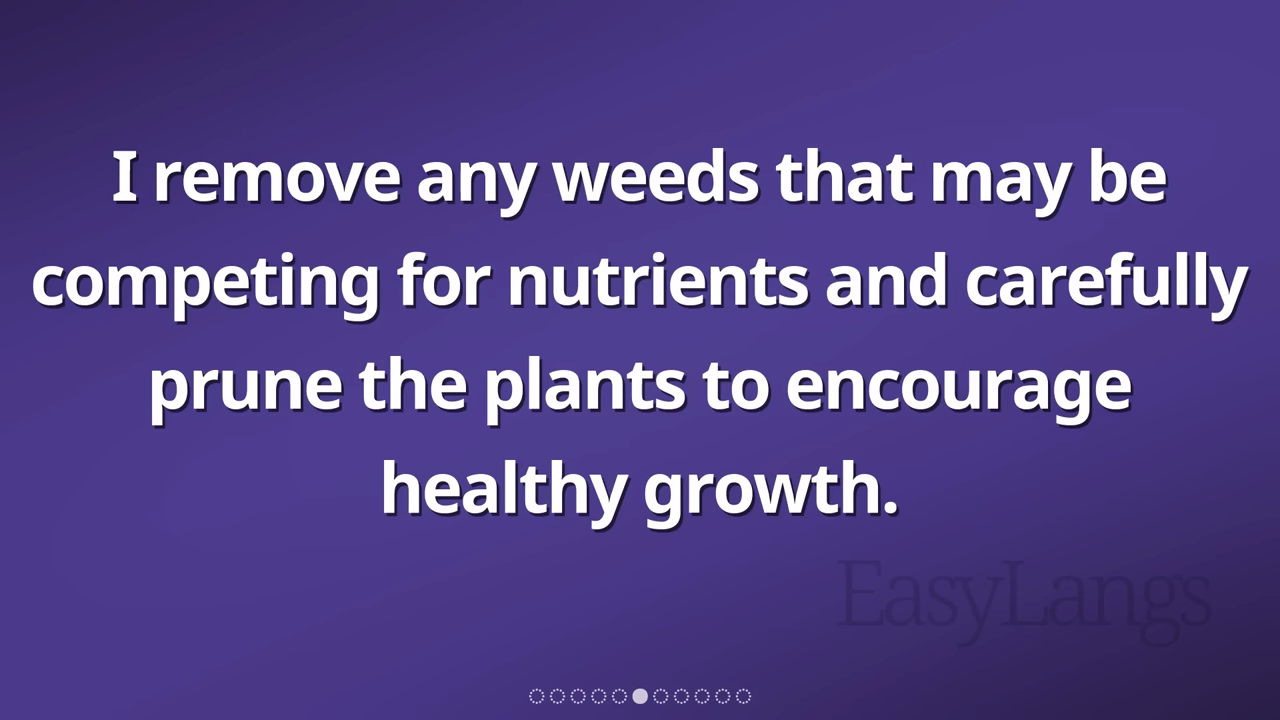 I remove any weeds that may be
competing for nutrients and carefully
prune the plants to encourage
healthy growth.
EasyLangs